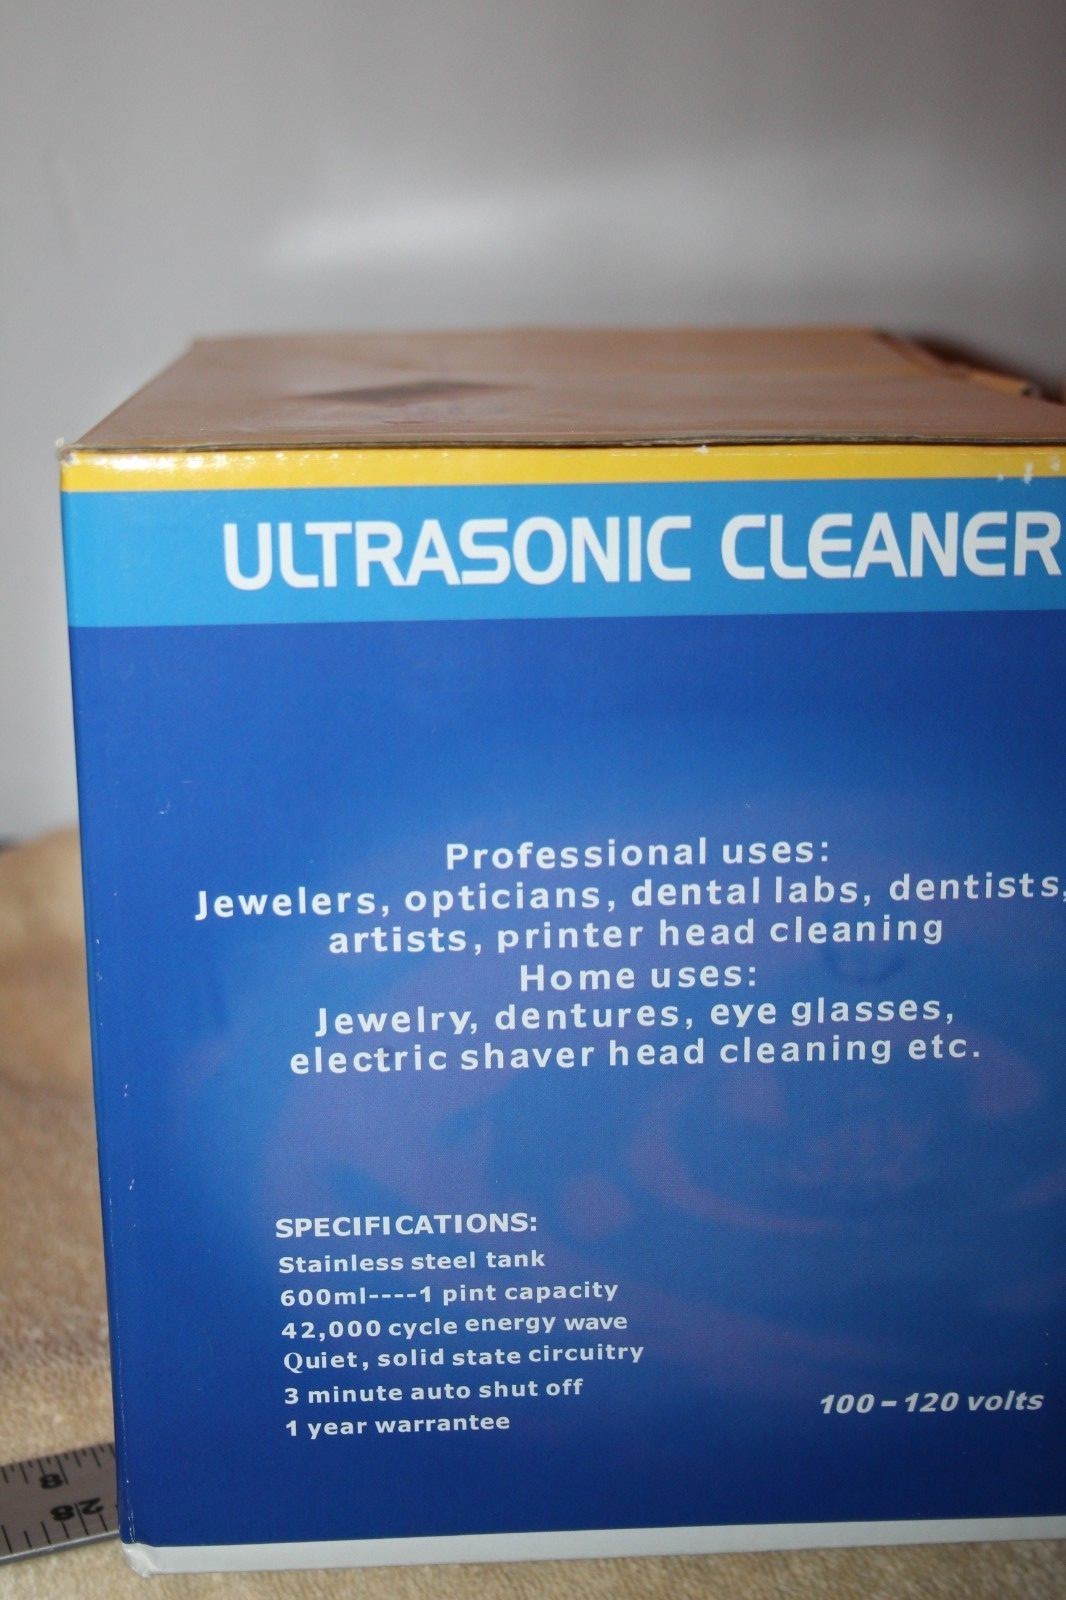 ULTRASONIC CLEANER
Professional uses:
Jewelers, opticians, dental labs, dentists,
artists, printer head cleaning
Home uses:
Jewelry, dentures, eye glasses,
electric shaver head cleaning etc.
SPECIFICATIONS:
Stainless steel tank
600ml----1 pint capacity
42,000 cycle energy wave
Quiet, solid state circuitry
3 minute auto shut off
1 year warrantee
100-120 volts
8
28